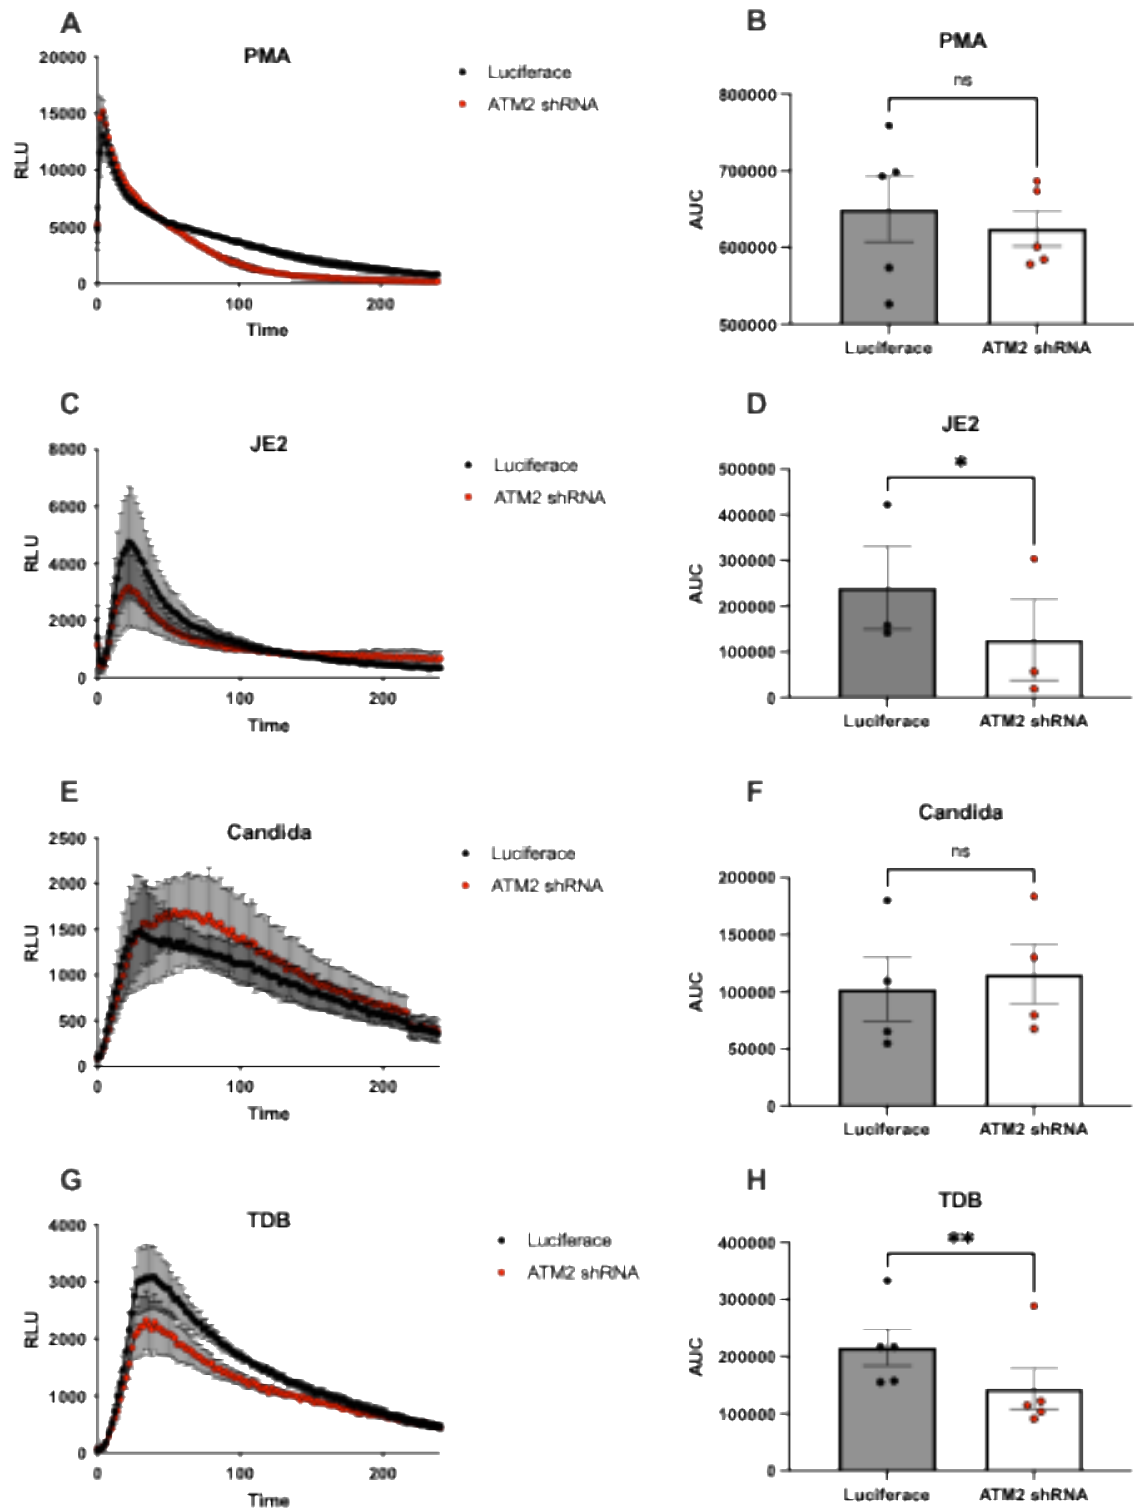 A
PMA
20000
15000
10000
5000
0
RLU
0 100 200
Time
Luciferace
ATM2 shRNA
B
PMA
ns
800000
700000
600000
500000
AUC
Luciferace ATM2 shRNA
C
JE2
8000
6000
4000
2000
0
RLU
0 100 200
Time
Luciferace
ATM2 shRNA
D
JE2
*
500000
400000
300000
200000
100000
0
AUC
Luciferace ATM2 shRNA
E
Candida
2500
2000
1500
1000
500
0
RLU
0 100 200
Time
Luciferace
ATM2 shRNA
F
Candida
ns
200000
150000
100000
50000
0
AUC
Luciferace ATM2 shRNA
G
TDB
4000
3000
2000
1000
0
RLU
0 100 200
Time
Luciferace
ATM2 shRNA
H
TDB
**
400000
300000
200000
100000
0
AUC
Luciferace ATM2 shRNA